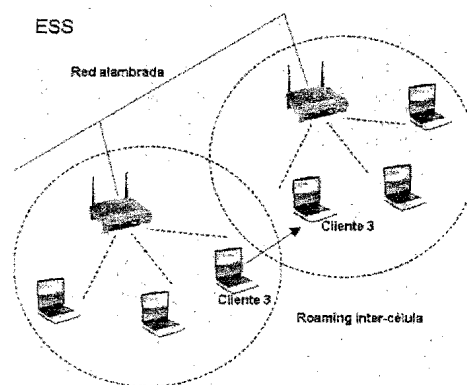 ESS
Red alambrada
Cliente 3
Cliente 3
Roaming inter-célula